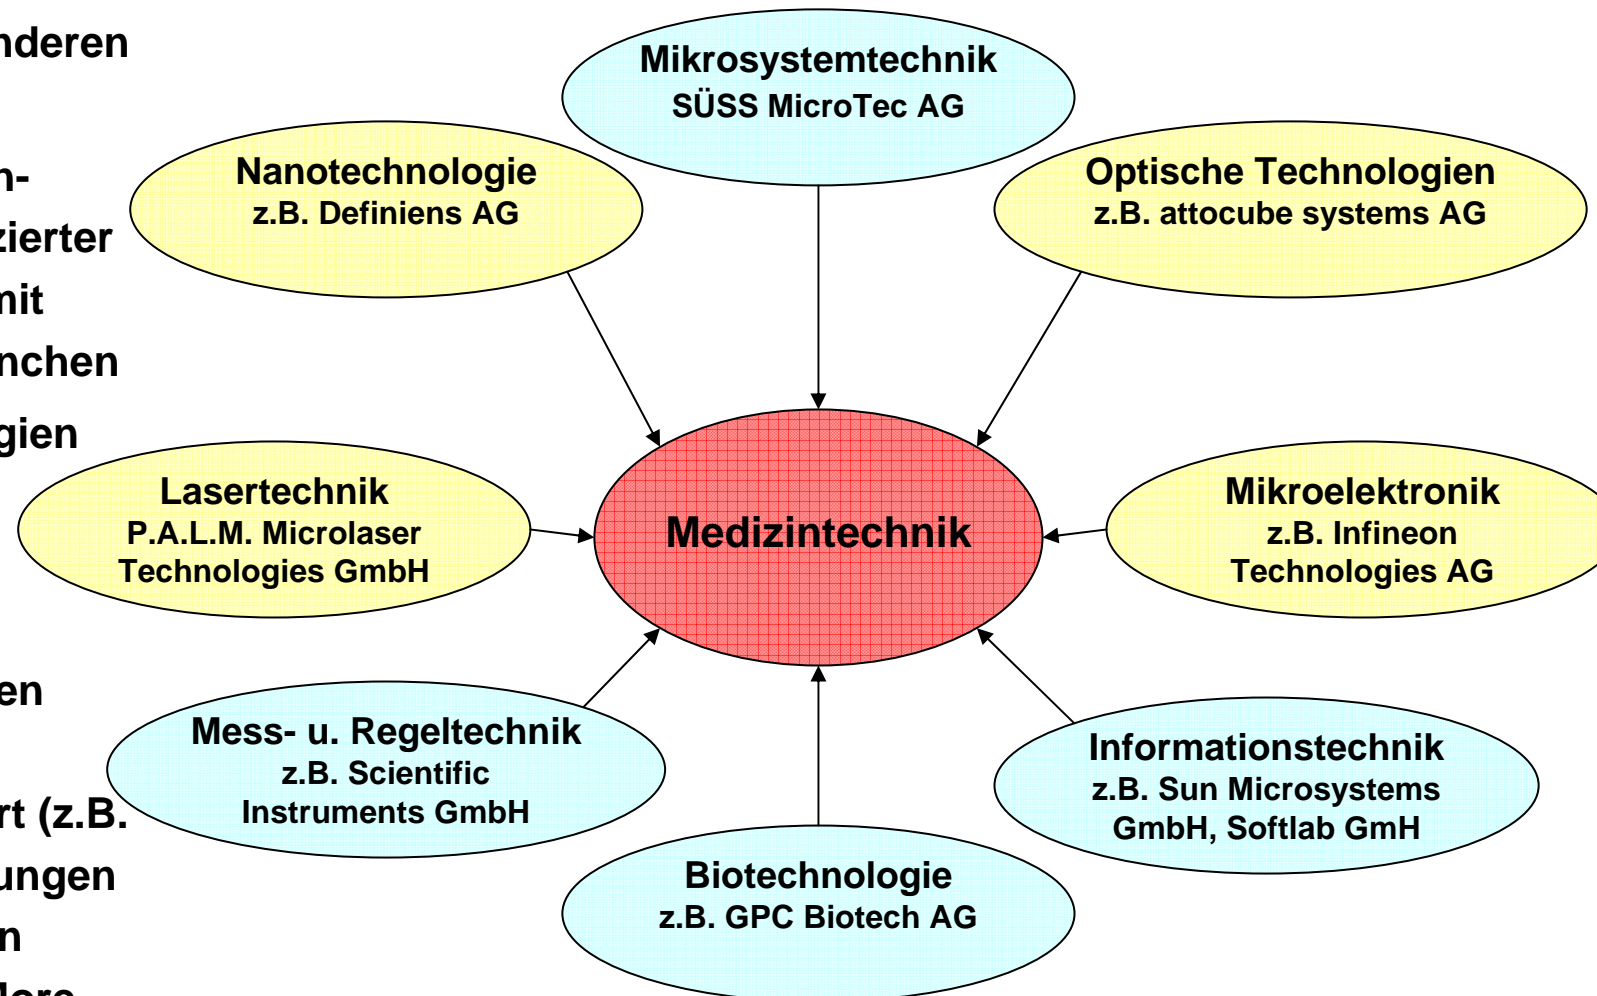 Mikrosystemtechnik
SÜSS MicroTec AG
Nanotechnologie
z.B. Definiens AG
Optische Technologien
z.B. attocube systems AG
Lasertechnik
P.A.L.M. Microlaser
Technologies GmbH
Medizintechnik
Mikroelektronik
z.B. Infineon
Technologies AG
Mess- u. Regeltechnik
z.B. Scientific
Instruments GmbH
Informationstechnik
z.B. Sun Microsystems
GmbH, Softlab GmH
Biotechnologie
z.B. GPC Biotech AG
nderen
n-
zierter
mit
nchen
gien
en
rt (z.B.
ungen
n